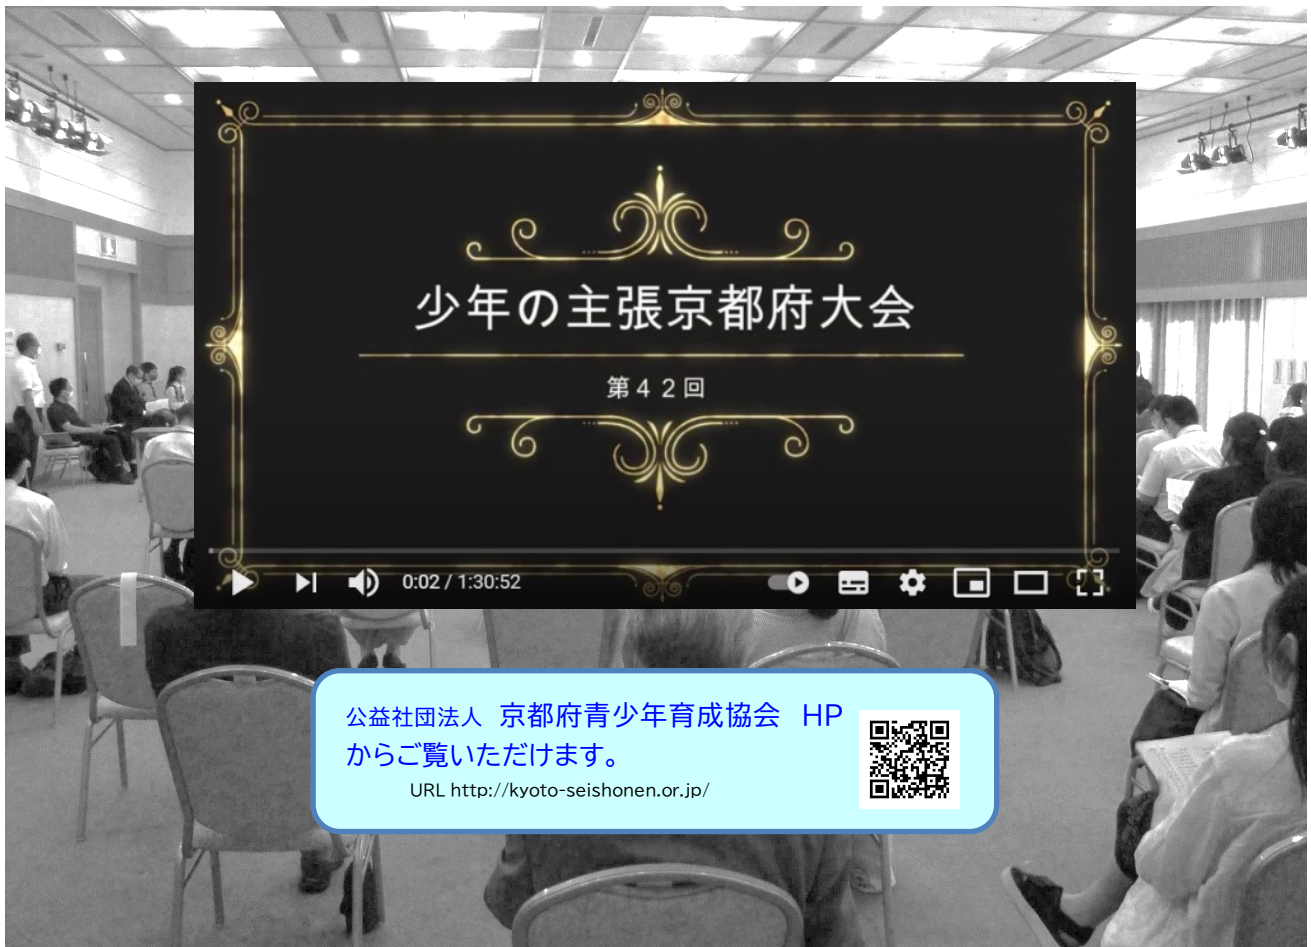 少年の主張京都府大会
第４２回
0:02 / 1:30:52
公益社団法人　京都府青少年育成協会　HP
からご覧いただけます。
URL http://kyoto-seishonen.or.jp/